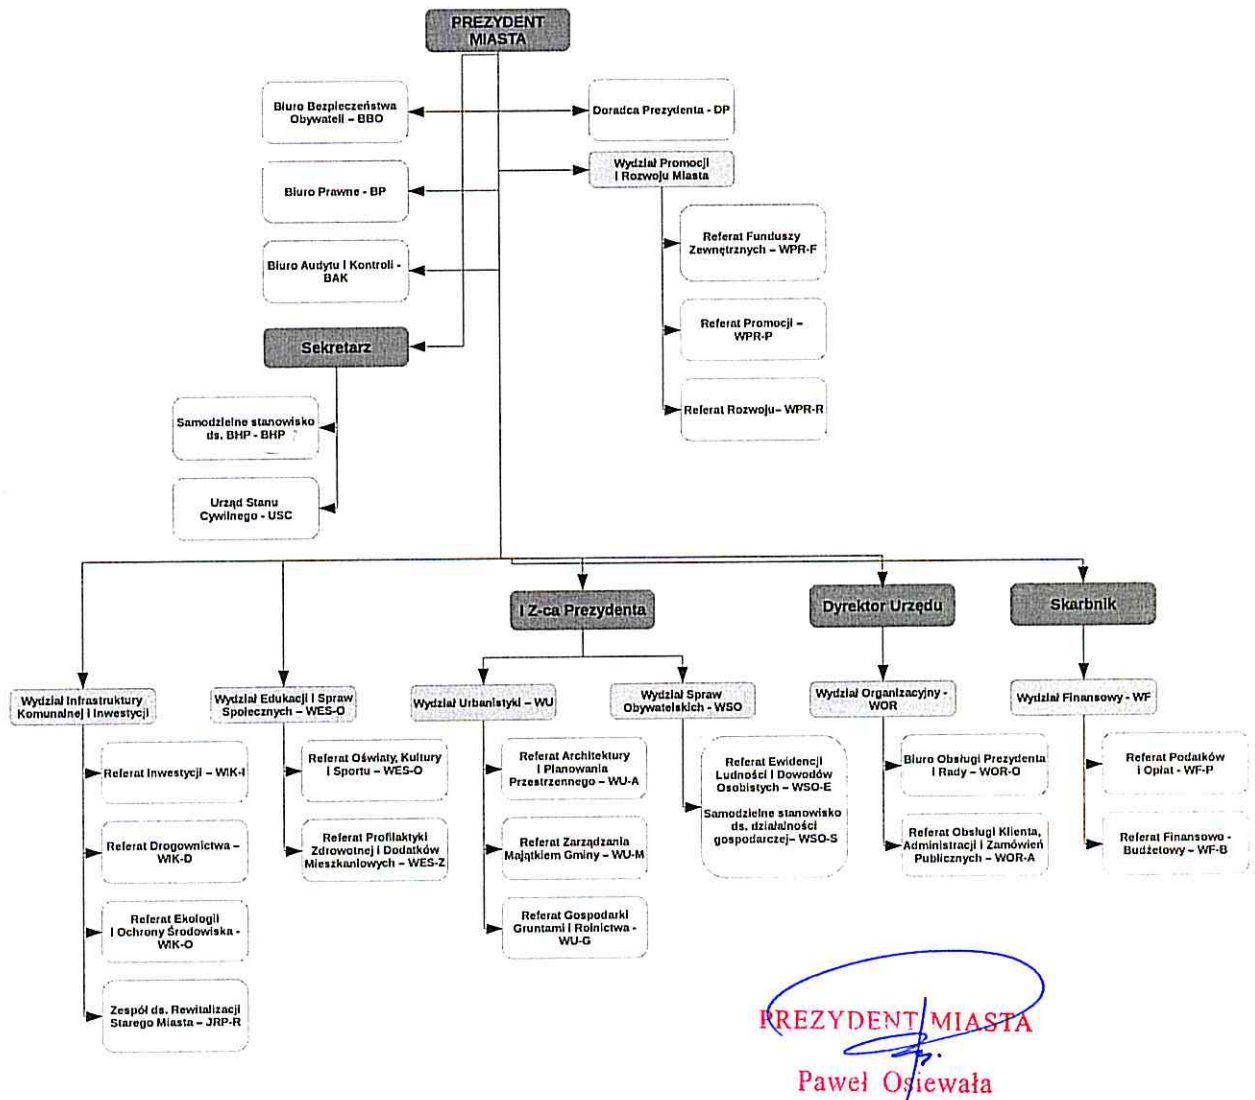 PREZYDENT
MIASTA
Biuro Bezpieczeństwa
Obywateli – BBO
Doradca Prezydenta - DP
Wydział Promocji
i Rozwoju Miasta
Biuro Prawne - BP
Referat Funduszy
Zewnętrznych – WPR-F
Biuro Audytu i Kontroli -
BAK
Referat Promocji –
WPR-P
Sekretarz
Referat Rozwoju– WPR-R
Samodzielne stanowisko
ds. BHP - BHP
Urząd Stanu
Cywilnego - USC
I Z-ca Prezydenta
Dyrektor Urzędu
Skarbnik
Wydział Infrastruktury
Komunalnej i Inwestycji
Wydział Edukacji i Spraw
Społecznych – WES-O
Wydział Urbanistyki – WU
Wydział Spraw
Obywatelskich - WSO
Wydział Organizacyjny -
WOR
Wydział Finansowy - WF
Referat Inwestycji – WIK-I
Referat Oświaty, Kultury
i Sportu – WES-O
Referat Architektury
i Planowania
Przestrzennego – WU-A
Referat Ewidencji
Ludności i Dowodów
Osobistych – WSO-E
Samodzielne stanowisko
ds. działalności
gospodarczej– WSO-S
Biuro Obsługi Prezydenta
i Rady – WOR-O
Referat Podatków
i Opłat – WF-P
Referat Drogownictwa –
WIK-D
Referat Profilaktyki
Zdrowotnej i Dodatków
Mieszkaniowych – WES-Z
Referat Zarządzania
Majątkiem Gminy – WU-M
Referat Obsługi Klienta,
Administracji i Zamówień
Publicznych – WOR-A
Referat Finansowo -
Budżetowy – WF-B
Referat Ekologii
i Ochrony Środowiska -
WIK-O
Referat Gospodarki
Gruntami i Rolnictwa -
WU-G
Zespół ds. Rewitalizacji
Starego Miasta – JRP-R
PREZYDENT MIASTA
Paweł Osiewała